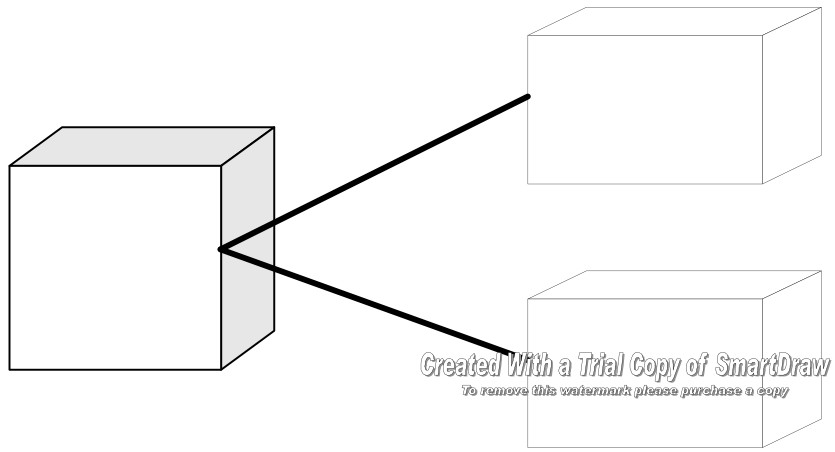 Created With a Trial Copy of SmartDraw
To remove this watermark please purchase a copy